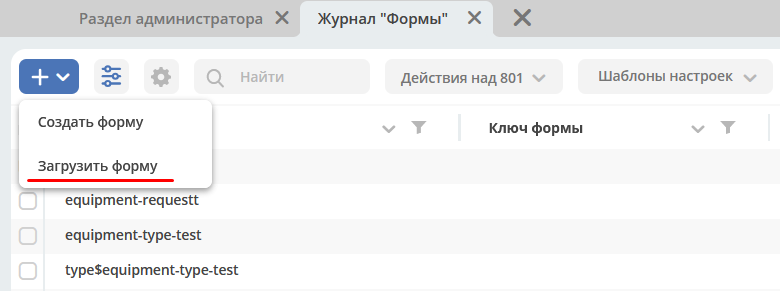 Раздел администратора
Журнал "Формы"
Найти
Действия над 801
Шаблоны настроек
Создать форму
Загрузить форму
Ключ формы
equipment-requestt
equipment-type-test
type$equipment-type-test